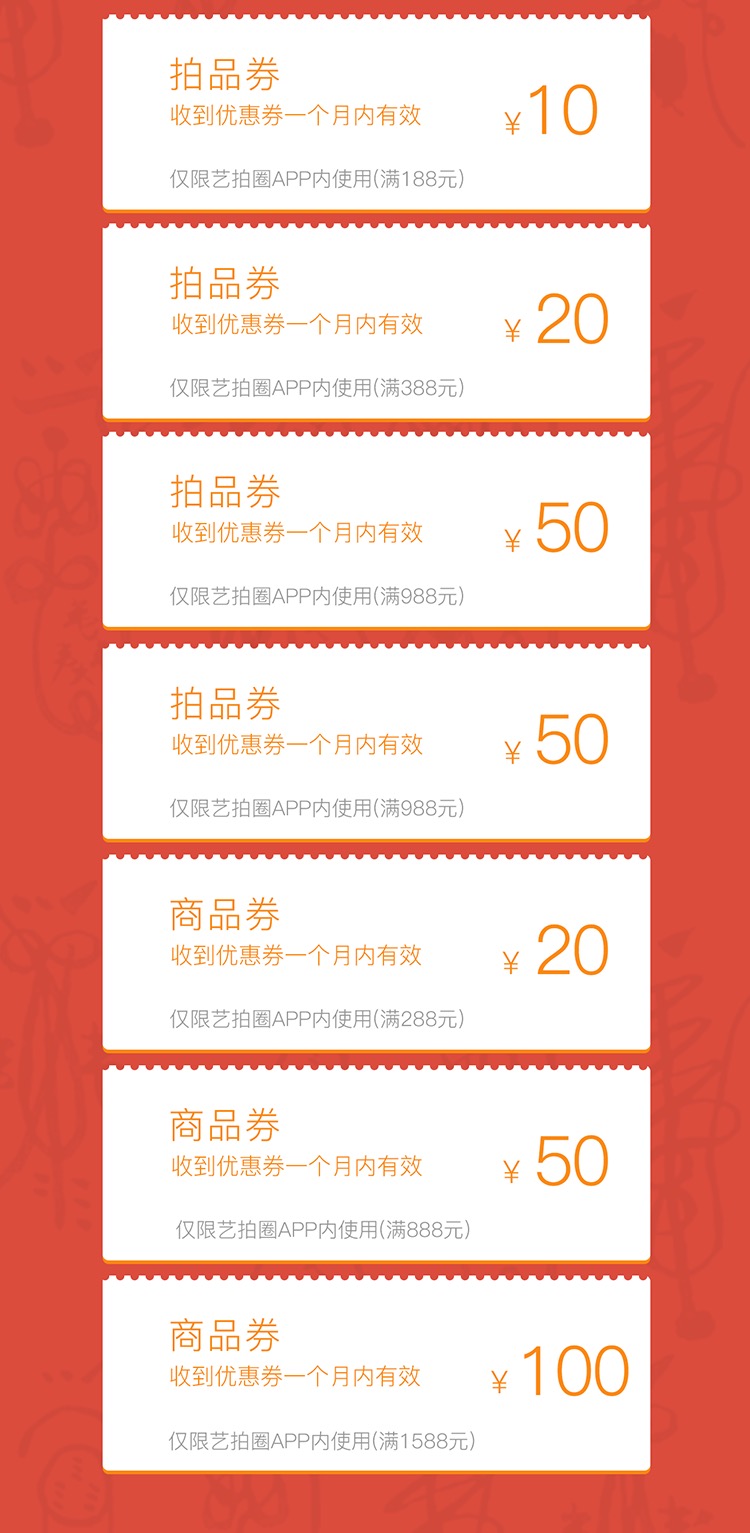 拍品券
收到优惠券一个月内有效
¥10
仅限艺拍圈APP内使用(满188元)
拍品券
收到优惠券一个月内有效
¥ 20
仅限艺拍圈APP内使用(满388元)
拍品券
收到优惠券一个月内有效
¥ 50
仅限艺拍圈APP内使用(满988元)
拍品券
收到优惠券一个月内有效
¥ 50
仅限艺拍圈APP内使用(满988元)
商品券
收到优惠券一个月内有效
¥ 20
仅限艺拍圈APP内使用(满288元)
商品券
收到优惠券一个月内有效
¥ 50
仅限艺拍圈APP内使用(满888元)
商品券
收到优惠券一个月内有效
¥ 100
仅限艺拍圈APP内使用(满1588元)